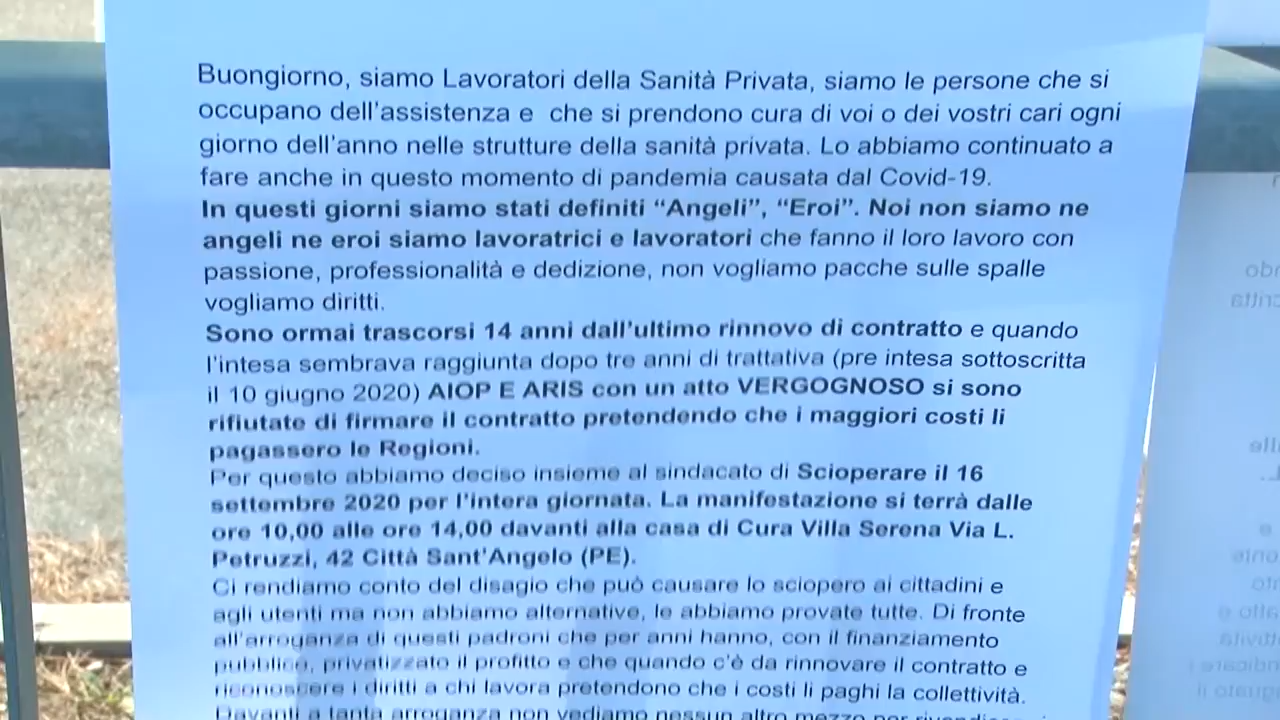 Buongiorno, siamo Lavoratori della Sanità Privata, siamo le persone che si
occupano dell'assistenza e che si prendono cura di voi o dei vostri cari ogni
giorno dell'anno nelle strutture della sanità privata. Lo abbiamo continuato a
fare anche in questo momento di pandemia causata dal Covid-19.
In questi giorni siamo stati definiti “Angeli”, “Eroi”. Noi non siamo ne
angeli ne eroi siamo lavoratrici e lavoratori che fanno il loro lavoro con
passione, professionalità e dedizione, non vogliamo pacche sulle spalle
vogliamo diritti.
Sono ormai trascorsi 14 anni dall'ultimo rinnovo di contratto e quando
l'intesa sembrava raggiunta dopo tre anni di trattativa (pre intesa sottoscritta
il 10 giugno 2020) AIOP E ARIS con un atto VERGOGNOSO si sono
rifiutate di firmare il contratto pretendendo che i maggiori costi li
pagassero le Regioni.
Per questo abbiamo deciso insieme al sindacato di Scioperare il 16
settembre 2020 per l'intera giornata. La manifestazione si terrà dalle
ore 10,00 alle ore 14,00 davanti alla casa di Cura Villa Serena Via L.
Petruzzi, 42 Città Sant'Angelo (PE).
Ci rendiamo conto del disagio che può causare lo sciopero ai cittadini e
agli utenti ma non abbiamo alternative, le abbiamo provate tutte. Di fronte
all'arroganza di questi padroni che per anni hanno, con il finanziamento
pubblico, privatizzato il profitto e che quando c'è da rinnovare il contratto e
riconoscere i diritti a chi lavora pretendono che i costi li paghi la collettività.
Davanti a tanta arroganza non vediamo nessun altro mezzo per